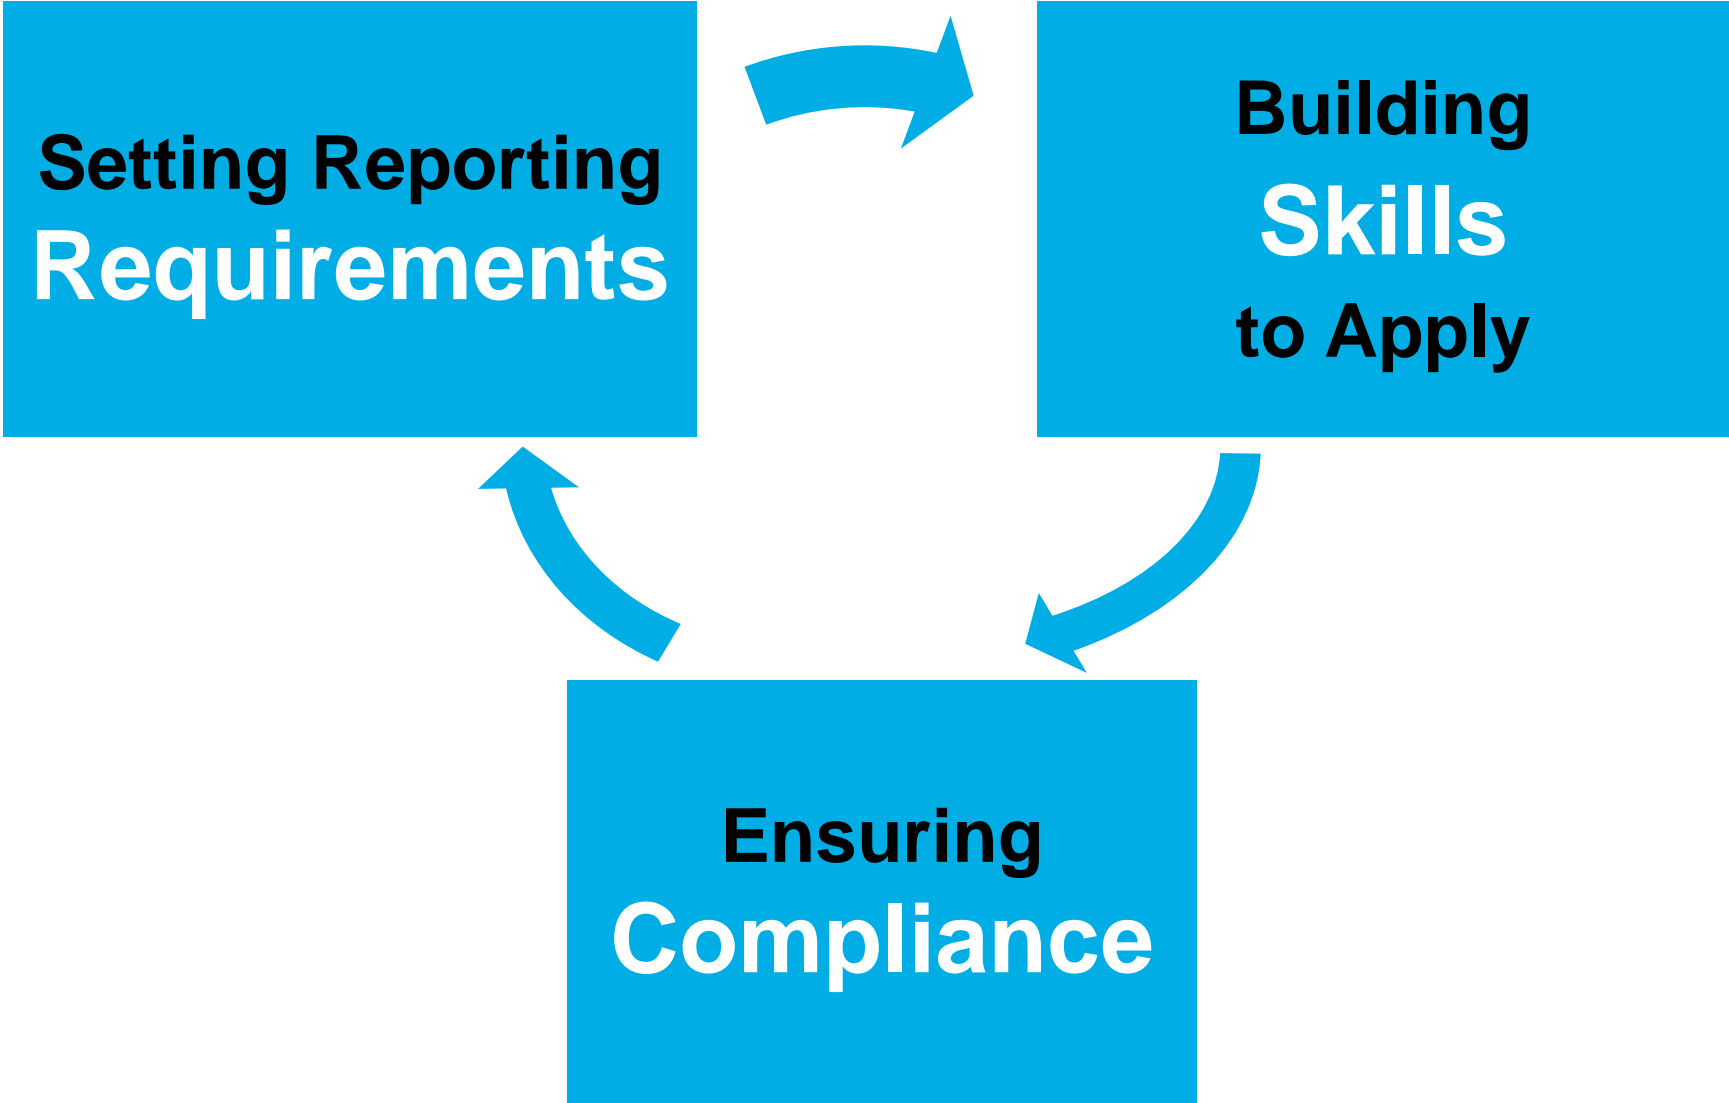 Setting Reporting
Requirements
Building
Skills
to Apply
Ensuring
Compliance